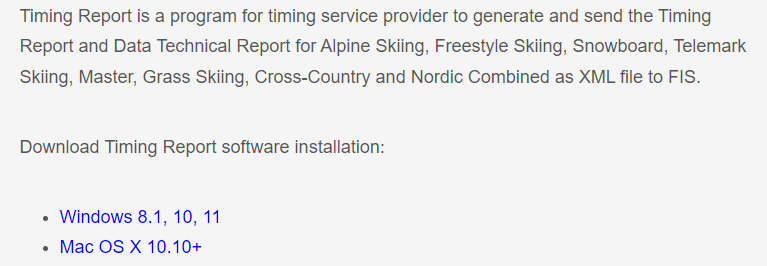 Timing Report is a program for timing service provider to generate and send the Timing
Report and Data Technical Report for Alpine Skiing, Freestyle Skiing, Snowboard, Telemark
Skiing, Master, Grass Skiing, Cross-Country and Nordic Combined as XML file to FIS.
Download Timing Report software installation:
• Windows 8.1, 10, 11
• Mac OS X 10.10+